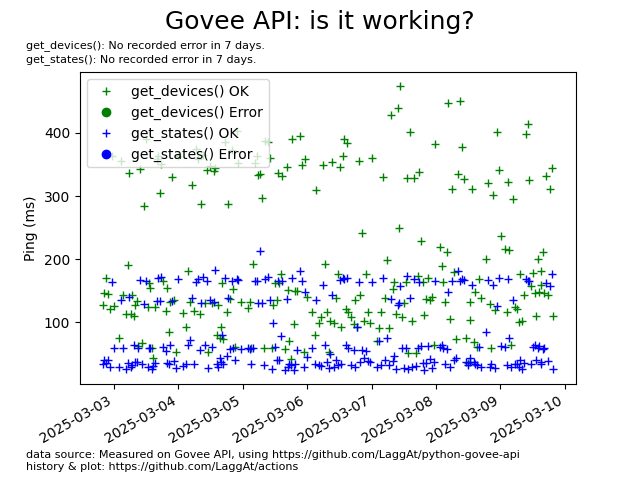 Govee API: is it working?
get_devices(): No recorded error in 7 days.
get_states(): No recorded error in 7 days.
get_devices() OK
get_devices() Error
get_states() OK
get_states() Error
Ping (ms)
400
300
200
100
2025-03-03
2025-03-04
2025-03-05
2025-03-06
2025-03-07
2025-03-08
2025-03-09
2025-03-10
data source: Measured on Govee API, using https://github.com/LaggAt/python-govee-api
history & plot: https://github.com/LaggAt/actions